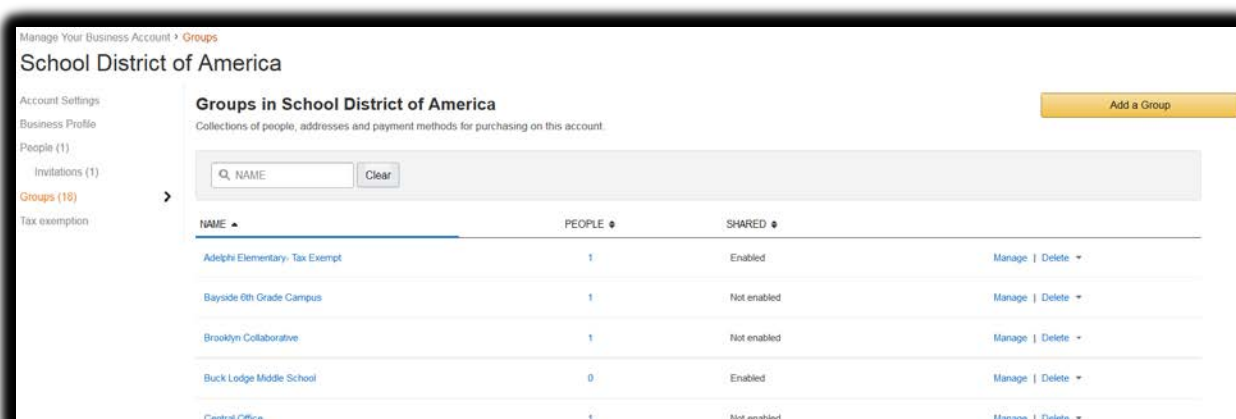 Manage Your Business Account › Groups
School District of America
Account Settings
Business Profile
People (1)
Invitations (1)
Groups (18)
Tax exemption
Groups in School District of America
Collections of people, addresses and payment methods for purchasing on this account.
Add a Group
NAME Clear
NAME PEOPLE SHARED
Adelphi Elementary- Tax Exempt 1 Enabled Manage | Delete
Bayside 6th Grade Campus 1 Not enabled Manage | Delete
Brooklyn Collaborative 1 Not enabled Manage | Delete
Buck Lodge Middle School 0 Enabled Manage | Delete
Central Office 1 Not enabled Manage | Delete